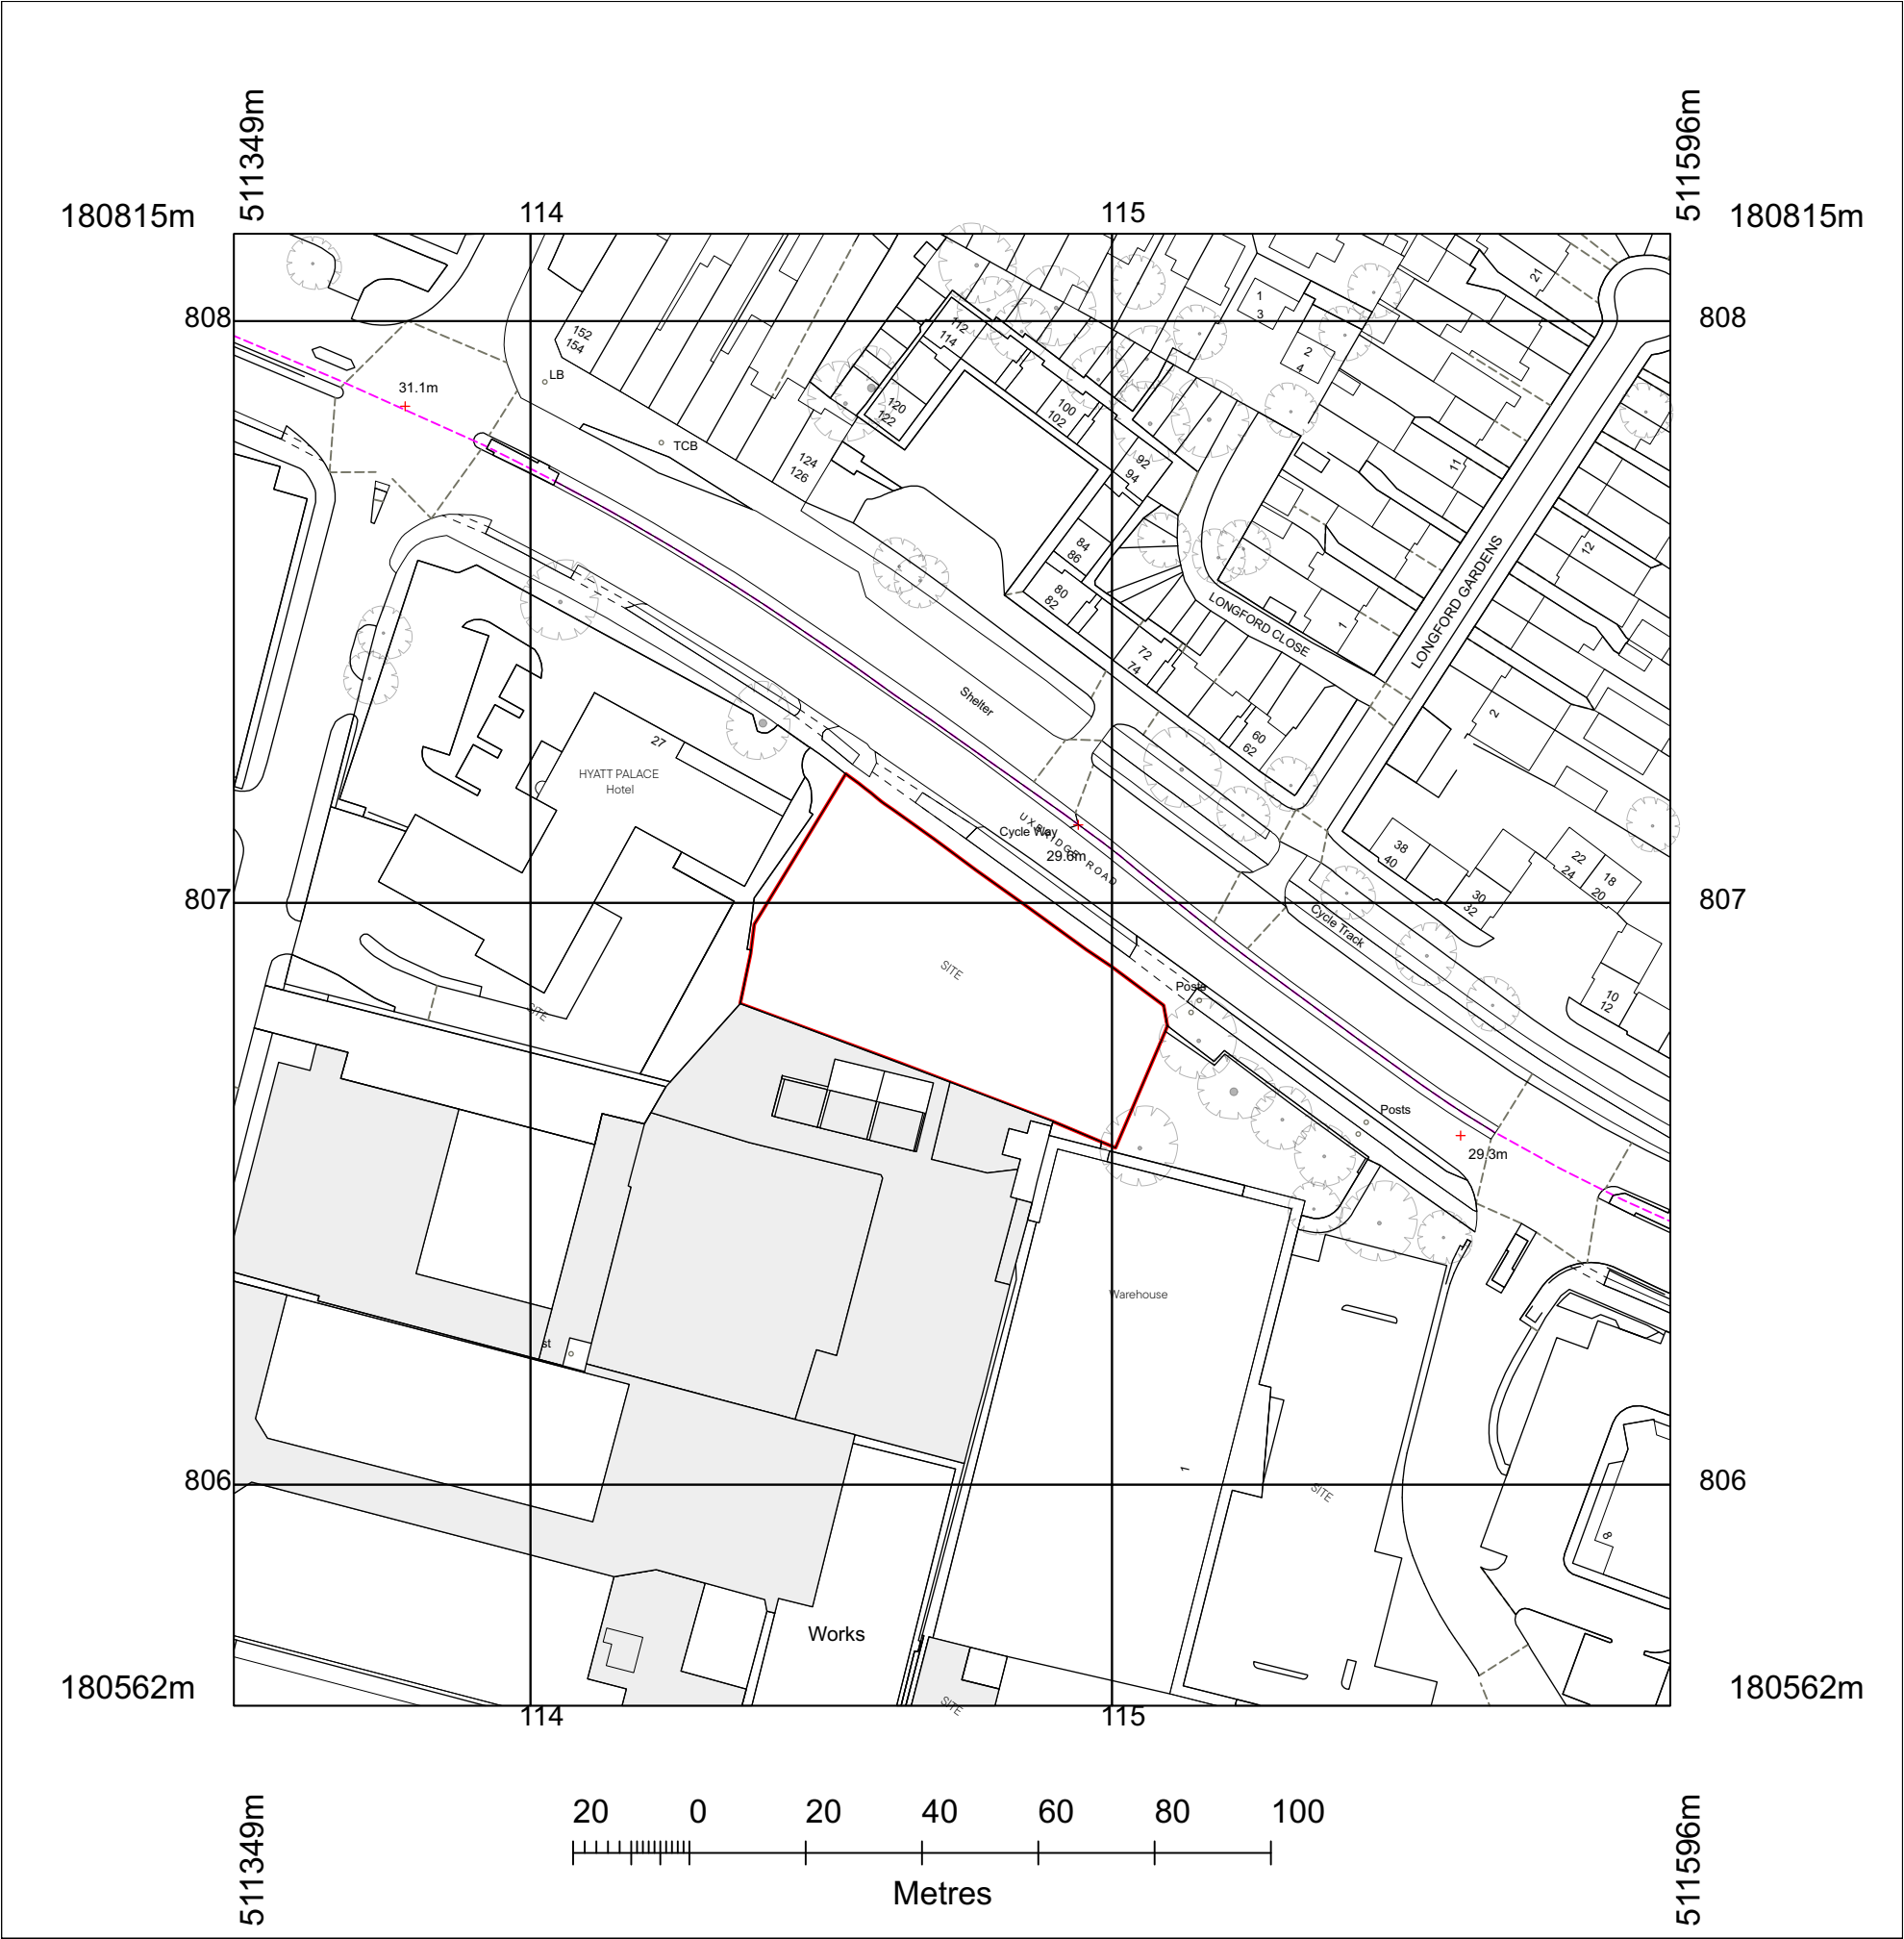 511349m
511596m
180815m
114
115
180815m
808
808
21
1
3
152
154
112
114
2
4
LB
31.1m
120
122
100
102
TCB
124
126
92
94
11
84
86
12
80
82
LONGFORD CLOSE
LONGFORD GARDENS
1
72
74
Shelter
2
27
60
62
HYATT PALACE
Hotel
Cycle Way
UXBRIDGE ROAD
29.6m
38
40
22
24
18
20
30
32
807
807
Cycle Track
SITE
Posts
10
12
SITE
Posts
29.3m
Warehouse
st
1
806
806
SITE
8
Works
180562m
180562m
SITE
114
115
511349m
511596m
20 0 20 40 60 80 100
Metres